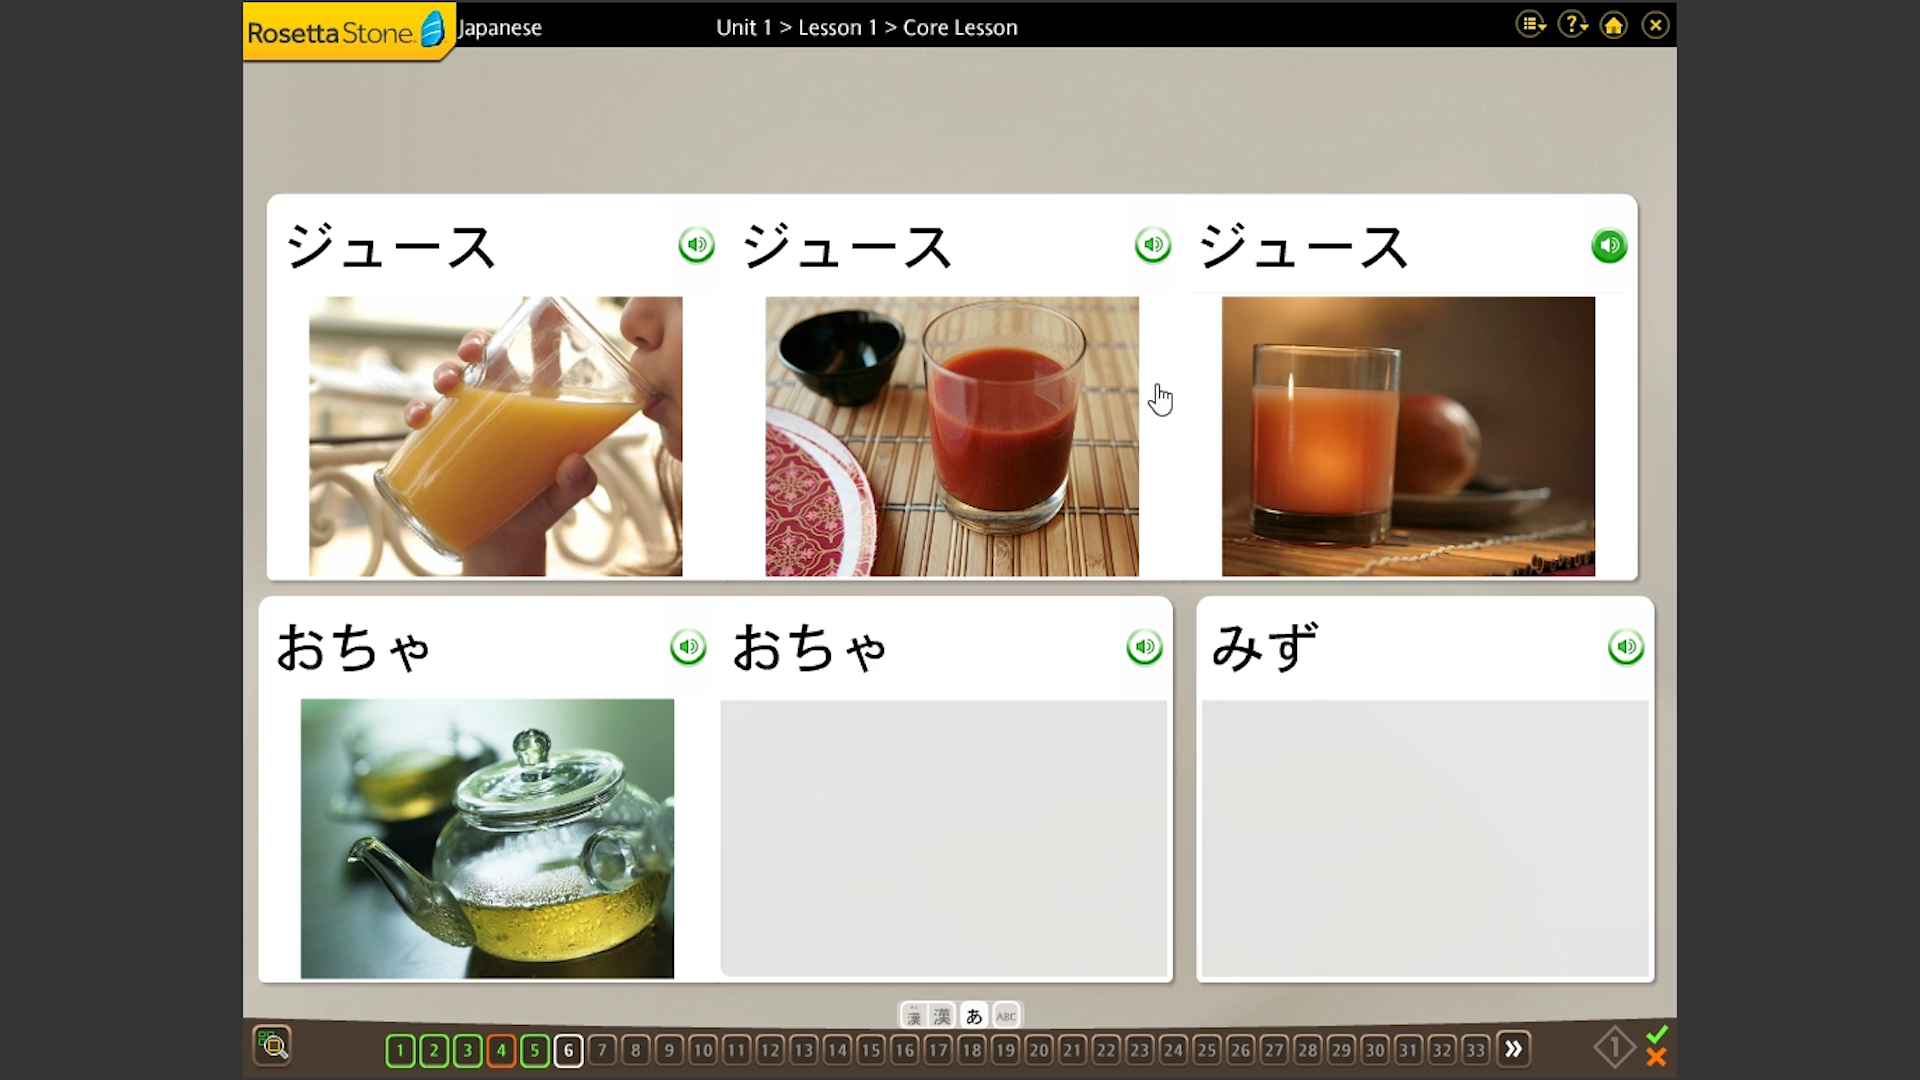 RosettaStone Japanese
Unit 1 > Lesson 1 > Core Lesson
ジュース ジュース ジュース
おちゃ おちゃ みず
漢 漢 あ ABC
1 2 3 4 5 6 7 8 9 10 11 12 13 14 15 16 17 18 19 20 21 22 23 24 25 26 27 28 29 30 31 32 33 »
1